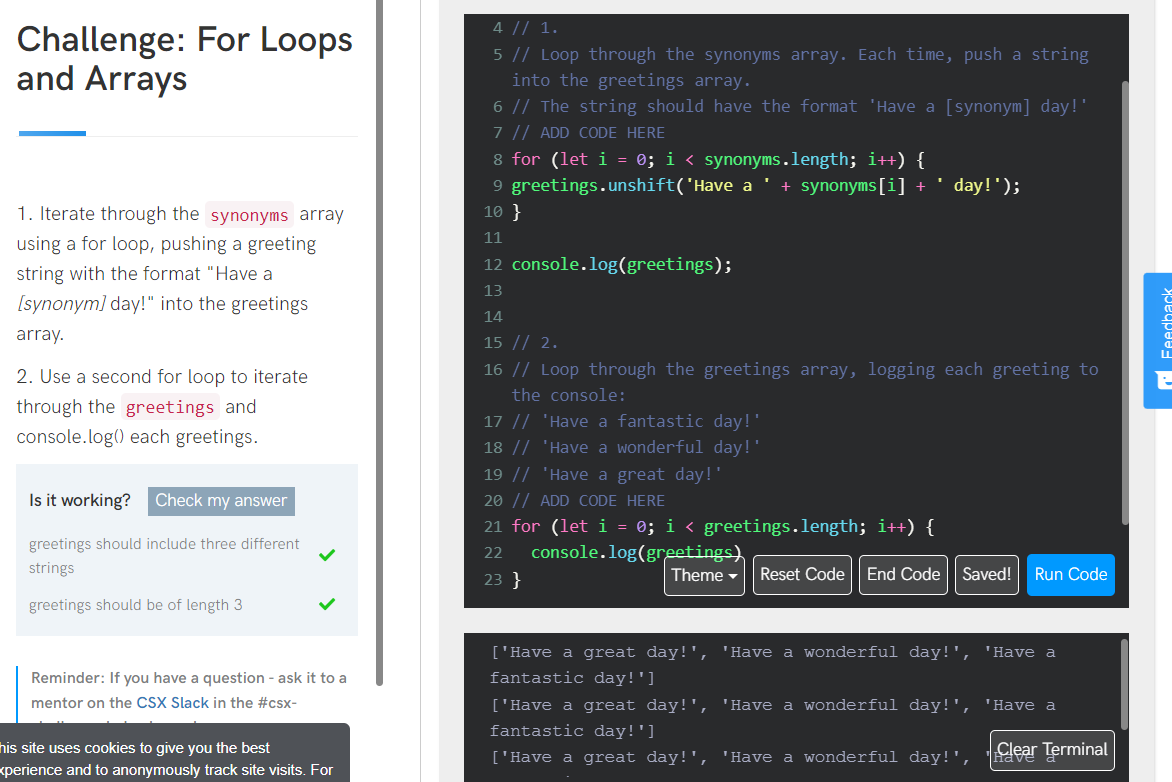 Challenge: For Loops
and Arrays
1. Iterate through the synonyms array
using a for loop, pushing a greeting
string with the format "Have a
[synonym] day!" into the greetings
array.
2. Use a second for loop to iterate
through the greetings and
console.log() each greetings.
Is it working? Check my answer
greetings should include three different
strings
greetings should be of length 3
Reminder: If you have a question - ask it to a
mentor on the CSX Slack in the #csx-
his site uses cookies to give you the best
xperience and to anonymously track site visits. For
4 // 1.
5 // Loop through the synonyms array. Each time, push a string
into the greetings array.
6 // The string should have the format 'Have a [synonym] day!'
7 // ADD CODE HERE
8 for (let i = 0; i < synonyms.length; i++) {
9 greetings.unshift('Have a ' + synonyms[i] + ' day!');
10 }
11
12 console.log(greetings);
13
14
15 // 2.
16 // Loop through the greetings array, logging each greeting to
the console:
17 // 'Have a fantastic day!'
18 // 'Have a wonderful day!'
19 // 'Have a great day!'
20 // ADD CODE HERE
21 for (let i = 0; i < greetings.length; i++) {
22 console.log(greetings)
23 }
Theme Reset Code End Code Saved! Run Code
['Have a great day!', 'Have a wonderful day!', 'Have a
fantastic day!']
['Have a great day!', 'Have a wonderful day!', 'Have a
fantastic day!']
['Have a great day!', 'Have a wonderful day!', 'Have a
Clear Terminal
Feedback